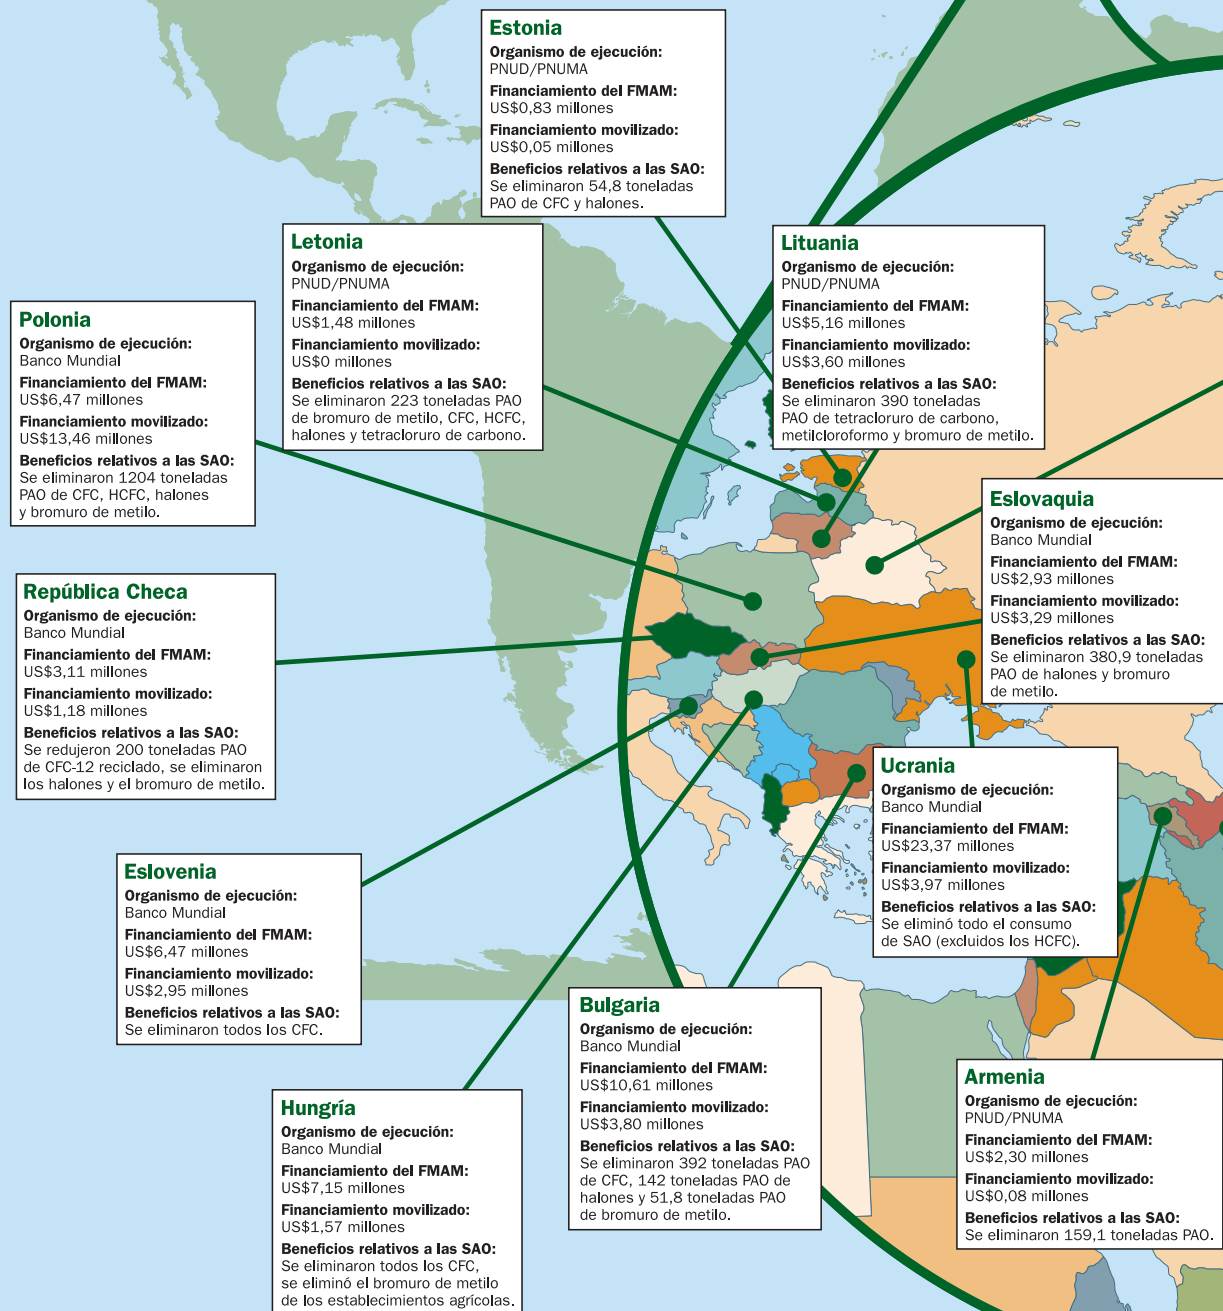 Estonia
Organismo de ejecución:
PNUD/PNUMA
Financiamiento del FMAM:
US$0,83 millones
Financiamiento movilizado:
US$0,05 millones
Beneficios relativos a las SAO:
Se eliminaron 54,8 toneladas
PAO de CFC y halones.
Letonia
Organismo de ejecución:
PNUD/PNUMA
Financiamiento del FMAM:
US$1,48 millones
Financiamiento movilizado:
US$0 millones
Beneficios relativos a las SAO:
Se eliminaron 223 toneladas PAO
de bromuro de metilo, CFC, HCFC,
halones y tetracloruro de carbono.
Lituania
Organismo de ejecución:
PNUD/PNUMA
Financiamiento del FMAM:
US$5,16 millones
Financiamiento movilizado:
US$3,60 millones
Beneficios relativos a las SAO:
Se eliminaron 390 toneladas
PAO de tetracloruro de carbono,
meticloroformo y bromuro de metilo.
Polonia
Organismo de ejecución:
Banco Mundial
Financiamiento del FMAM:
US$6,47 millones
Financiamiento movilizado:
US$13,46 millones
Beneficios relativos a las SAO:
Se eliminaron 1204 toneladas
PAO de CFC, HCFC, halones
y bromuro de metilo.
Eslovaquia
Organismo de ejecución:
Banco Mundial
Financiamiento del FMAM:
US$2,93 millones
Financiamiento movilizado:
US$3,29 millones
Beneficios relativos a las SAO:
Se eliminaron 380,9 toneladas
PAO de halones y bromuro
de metilo.
República Checa
Organismo de ejecución:
Banco Mundial
Financiamiento del FMAM:
US$3,11 millones
Financiamiento movilizado:
US$1,18 millones
Beneficios relativos a las SAO:
Se redujeron 200 toneladas PAO
de CFC-12 reciclado, se eliminaron
los halones y el bromuro de metilo.
Ucrania
Organismo de ejecución:
Banco Mundial
Financiamiento del FMAM:
US$23,37 millones
Financiamiento movilizado:
US$3,97 millones
Beneficios relativos a las SAO:
Se eliminó todo el consumo
de SAO (excluidos los HCFC).
Eslovenia
Organismo de ejecución:
Banco Mundial
Financiamiento del FMAM:
US$6,47 millones
Financiamiento movilizado:
US$2,95 millones
Beneficios relativos a las SAO:
Se eliminaron todos los CFC.
Bulgaria
Organismo de ejecución:
Banco Mundial
Financiamiento del FMAM:
US$10,61 millones
Financiamiento movilizado:
US$3,80 millones
Beneficios relativos a las SAO:
Se eliminaron 392 toneladas PAO
de CFC, 142 toneladas PAO de
halones y 51,8 toneladas PAO
de bromuro de metilo.
Armenia
Organismo de ejecución:
PNUD/PNUMA
Financiamiento del FMAM:
US$2,30 millones
Financiamiento movilizado:
US$0,08 millones
Beneficios relativos a las SAO:
Se eliminaron 159,1 toneladas PAO.
Hungría
Organismo de ejecución:
Banco Mundial
Financiamiento del FMAM:
US$7,15 millones
Financiamiento movilizado:
US$1,57 millones
Beneficios relativos a las SAO:
Se eliminaron todos los CFC,
se eliminó el bromuro de metilo
de los establecimientos agrícolas.